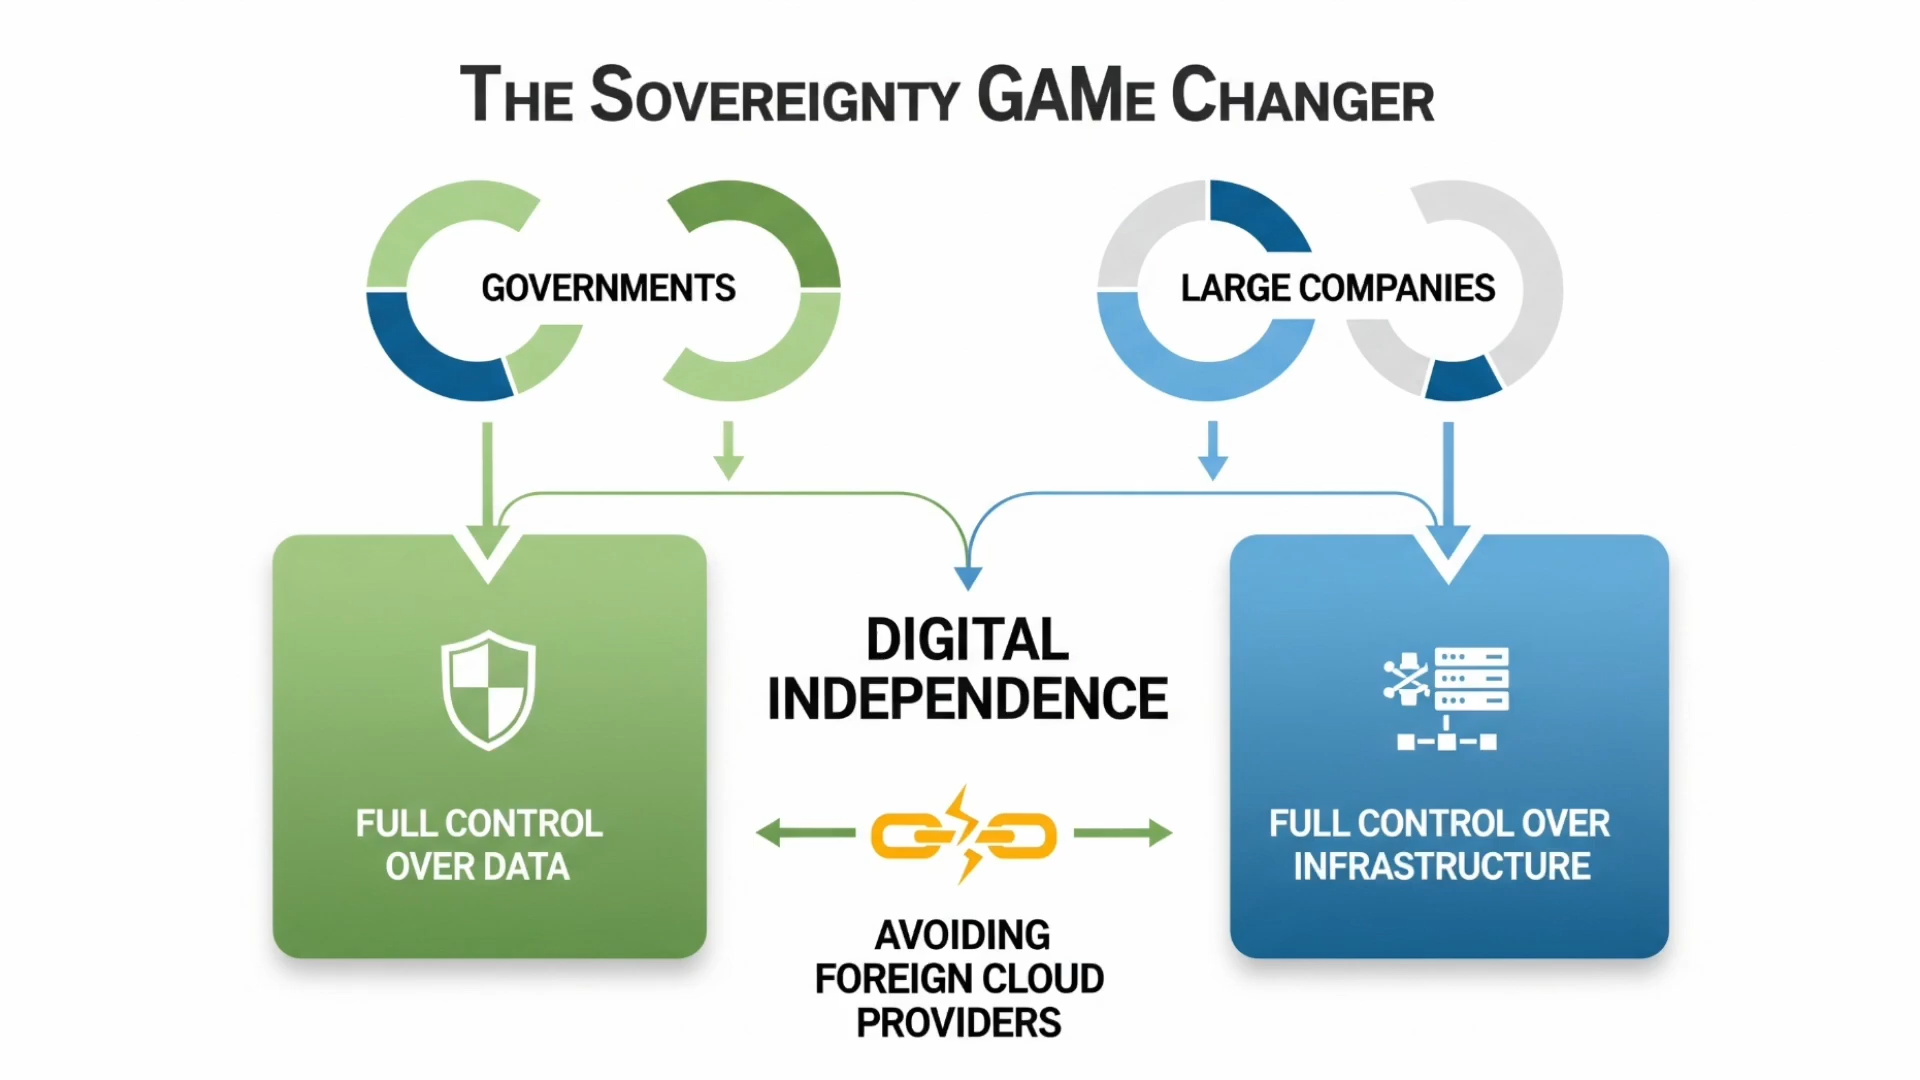 THE SOVEREIGNTY GAME CHANGER
GOVERNMENTS
LARGE COMPANIES
DIGITAL
INDEPENDENCE
FULL CONTROL
OVER DATA
FULL CONTROL OVER
INFRASTRUCTURE
AVOIDING
FOREIGN CLOUD
PROVIDERS